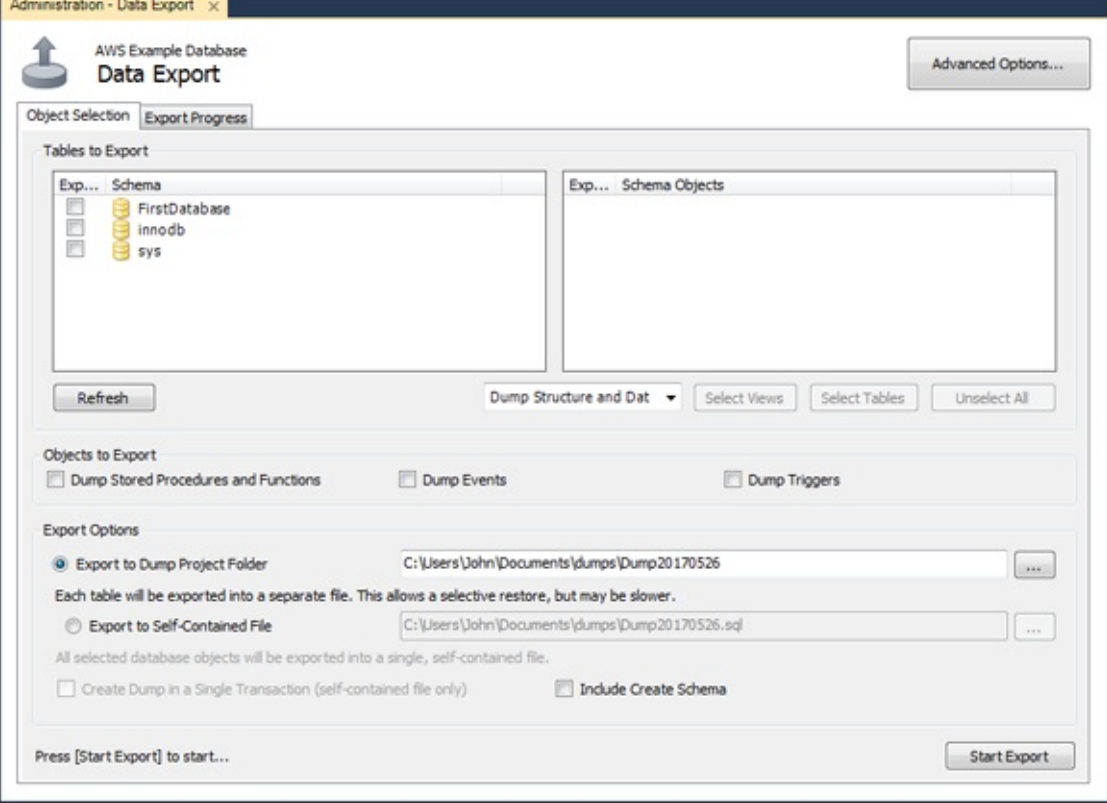 Administration - Data Export ×
AWS Example Database
Data Export
Advanced Options...
Object Selection Export Progress
Tables to Export
Exp... Schema Exp... Schema Objects
FirstDatabase
innodb
sys
Refresh Dump Structure and Dat Select Views Select Tables Unselect All
Objects to Export
Dump Stored Procedures and Functions Dump Events Dump Triggers
Export Options
Export to Dump Project Folder C:\Users\John\Documents\dumps\Dump20170526 ...
Each table will be exported into a separate file. This allows a selective restore, but may be slower.
Export to Self-Contained File C:\Users\John\Documents\dumps\Dump20170526.sql ...
All selected database objects will be exported into a single, self-contained file.
Create Dump in a Single Transaction (self-contained file only) Include Create Schema
Press [Start Export] to start... Start Export